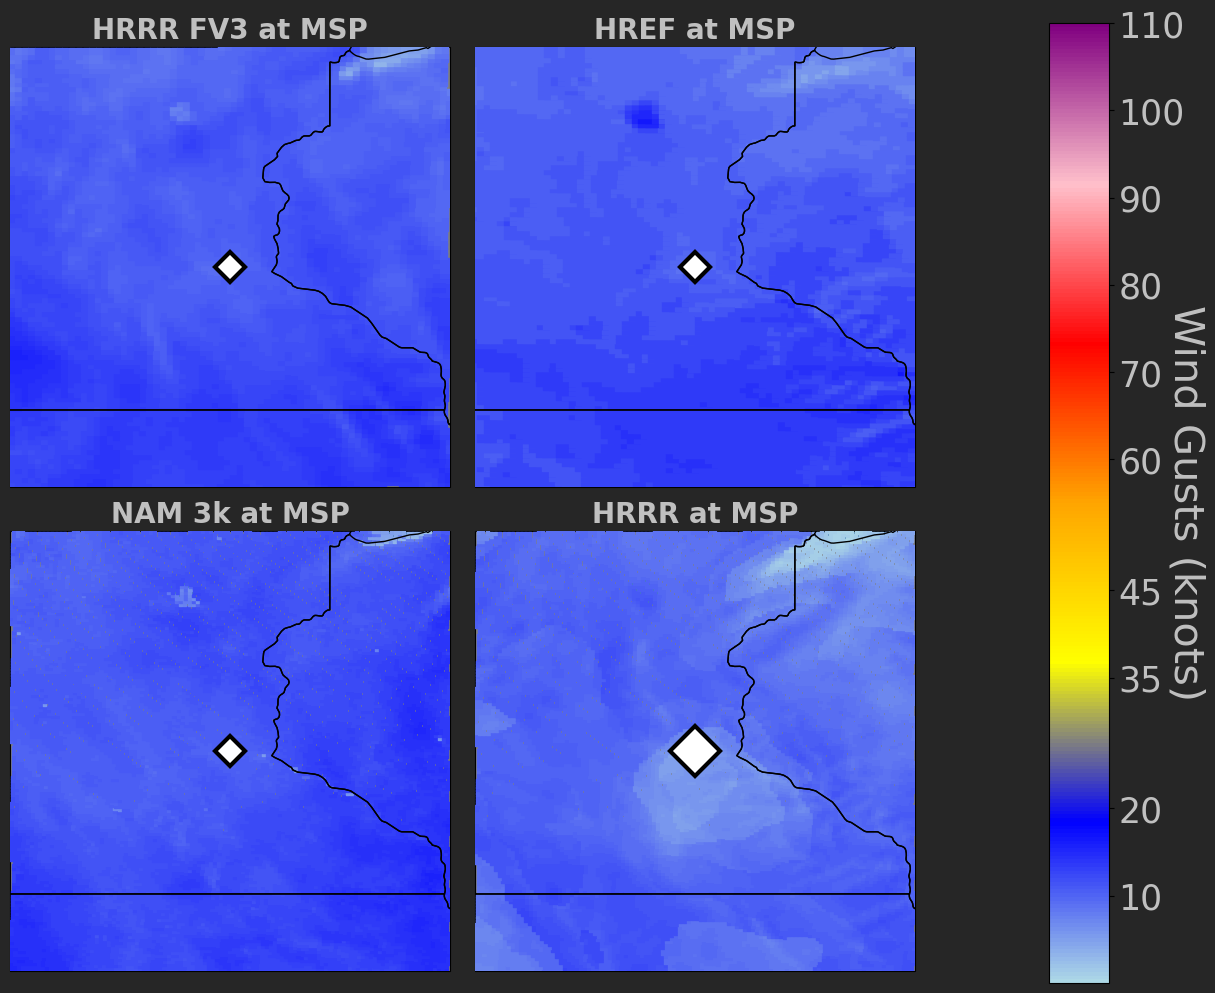 HRRR FV3 at MSP
HREF at MSP
NAM 3k at MSP
HRRR at MSP
110
100
90
80
70
60
45
35
20
10
Wind Gusts (knots)